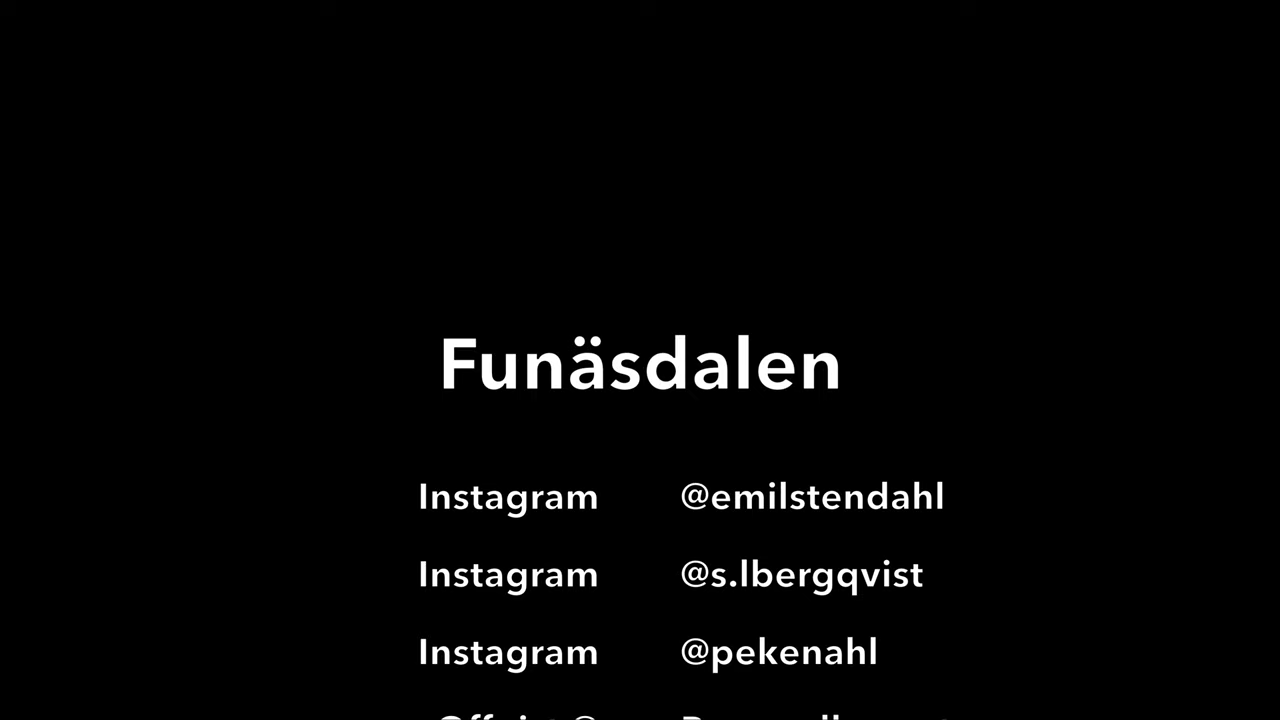 Funäsdalen
Instagram @emilstendahl
Instagram @s.lbergqvist
Instagram @pekenahl